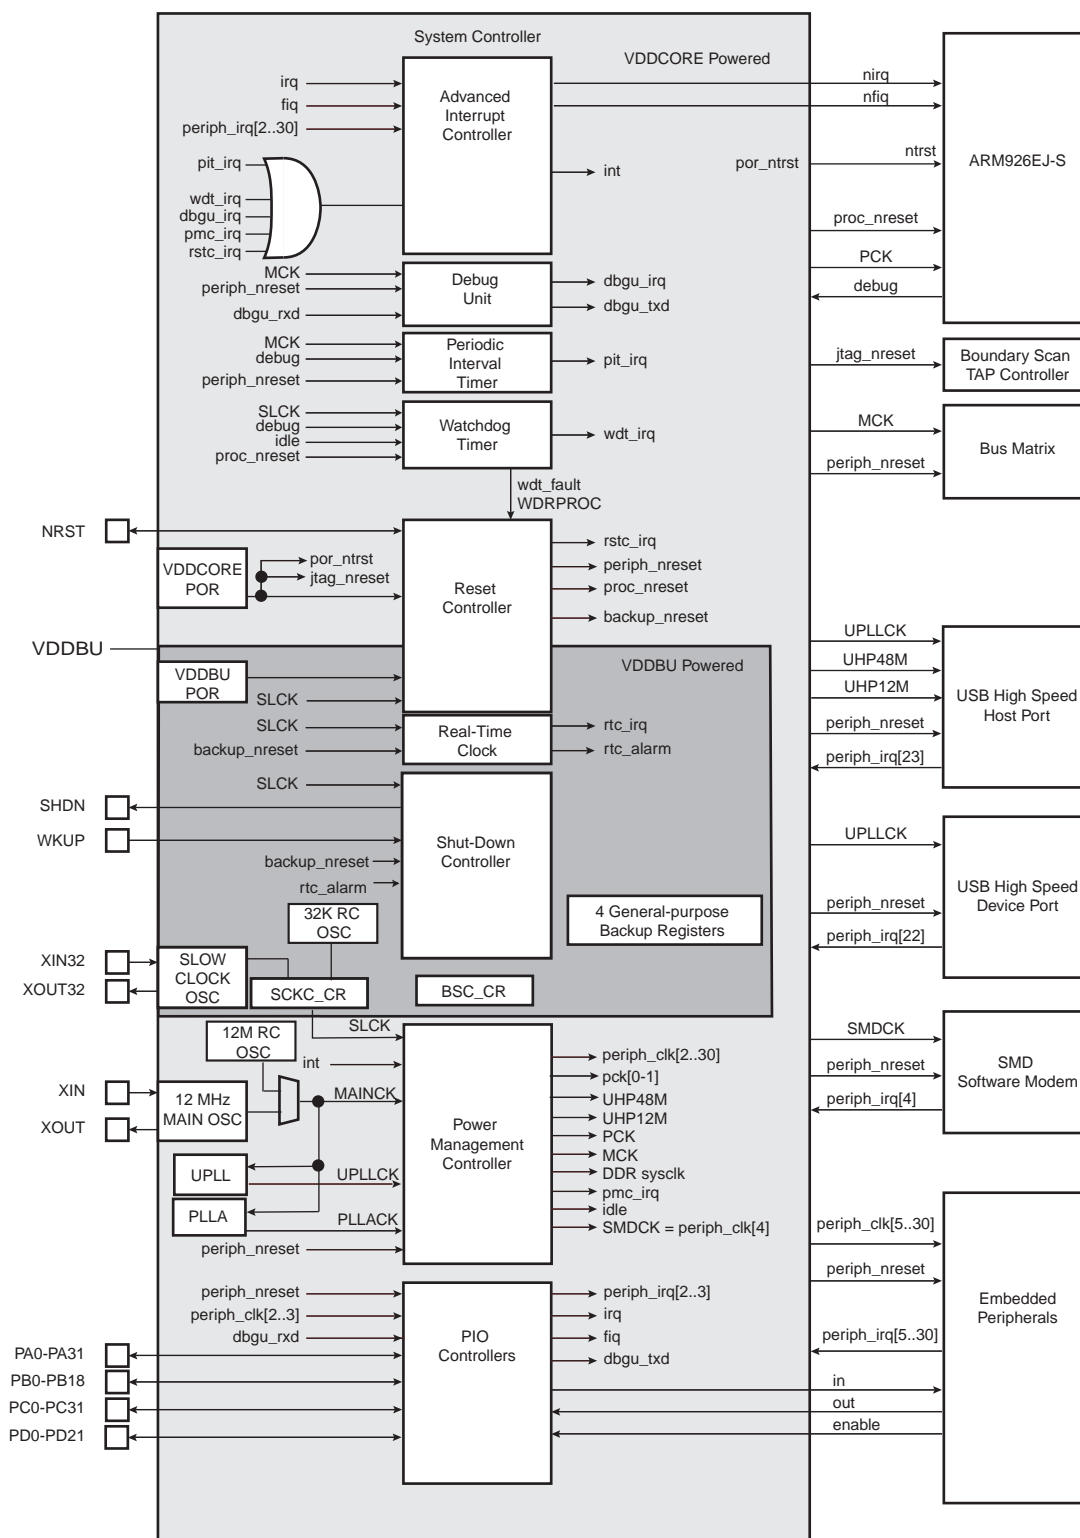 System Controller
VDDCORE Powered
irq
fiq
periph_irq[2..30]
pit_irq
wdt_irq
dbgu_irq
pmc_irq
rstc_irq
Advanced
Interrupt
Controller
int
nirq
nfiq
por_ntrst
ntrst
proc_nreset
PCK
debug
ARM926EJ-S
MCK
periph_nreset
dbgu_rxd
Debug
Unit
dbgu_irq
dbgu_txd
MCK
debug
periph_nreset
Periodic
Interval
Timer
pit_irq
jtag_nreset
Boundary Scan
TAP Controller
SLCK
debug
idle
proc_nreset
Watchdog
Timer
wdt_irq
MCK
periph_nreset
Bus Matrix
wdt_fault
WDRPROC
NRST
VDDCORE
POR
por_ntrst
jtag_nreset
Reset
Controller
rstc_irq
periph_nreset
proc_nreset
backup_nreset
VDDBU
VDDBU Powered
VDDBU
POR
SLCK
UPLLCK
UHP48M
UHP12M
periph_nreset
periph_irq[23]
USB High Speed
Host Port
SLCK
backup_nreset
Real-Time
Clock
rtc_irq
rtc_alarm
SLCK
SHDN
WKUP
backup_nreset
rtc_alarm
Shut-Down
Controller
4 General-purpose
Backup Registers
UPLLCK
periph_nreset
periph_irq[22]
USB High Speed
Device Port
32K RC
OSC
XIN32
XOUT32
SLOW
CLOCK
OSC
SCKC_CR
BSC_CR
12M RC
OSC
SLCK
int
MAINCK
XIN
XOUT
12 MHz
MAIN OSC
UPLL
UPLLCK
PLLA
PLLACK
periph_nreset
Power
Management
Controller
periph_clk[2..30]
pck[0-1]
UHP48M
UHP12M
PCK
MCK
DDR sysclk
pmc_irq
idle
SMDCK = periph_clk[4]
SMDCK
periph_nreset
periph_irq[4]
SMD
Software Modem
periph_nreset
periph_clk[2..3]
dbgu_rxd
PA0-PA31
PB0-PB18
PC0-PC31
PD0-PD21
PIO
Controllers
periph_irq[2..3]
irq
fiq
dbgu_txd
periph_clk[5..30]
periph_nreset
periph_irq[5..30]
in
out
enable
Embedded
Peripherals